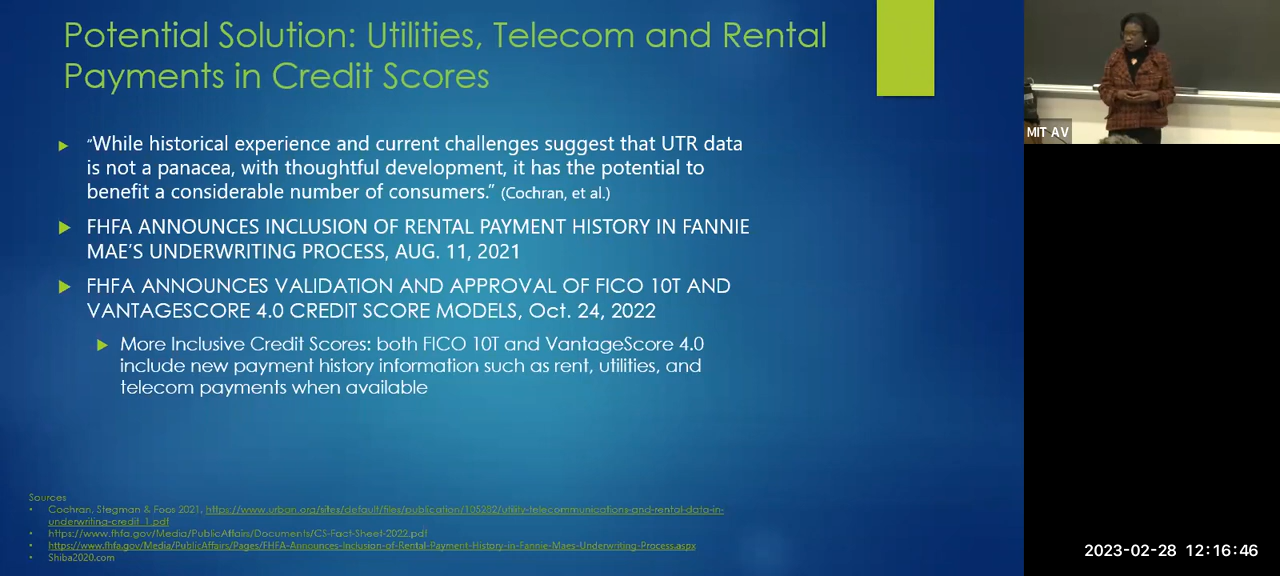 Potential Solution: Utilities, Telecom and Rental
Payments in Credit Scores
"While historical experience and current challenges suggest that UTR data
is not a panacea, with thoughtful development, it has the potential to
benefit a considerable number of consumers." (Cochran, et al.)
FHFA ANNOUNCES INCLUSION OF RENTAL PAYMENT HISTORY IN FANNIE
MAE'S UNDERWRITING PROCESS, AUG. 11, 2021
FHFA ANNOUNCES VALIDATION AND APPROVAL OF FICO 10T AND
VANTAGESCORE 4.0 CREDIT SCORE MODELS, Oct. 24, 2022
More Inclusive Credit Scores: both FICO 10T and VantageScore 4.0
include new payment history information such as rent, utilities, and
telecom payments when available
Sources
Cochran, Stegman & Foos 2021, https://www.urban.org/sites/default/files/publication/105282/utility-telecommunications-and-rental-data-in-
underwriting-credit_1.pdf
https://www.fhfa.gov/Media/PublicAffairs/Documents/CS-Fact-Sheet-2022.pdf
https://www.fhfa.gov/Media/PublicAffairs/Pages/FHFA-Announces-Inclusion-of-Rental-Payment-History-in-Fannie-Maes-Underwriting-Process.aspx
Shiba2020.com
MIT AV
2023-02-28 12:16:46